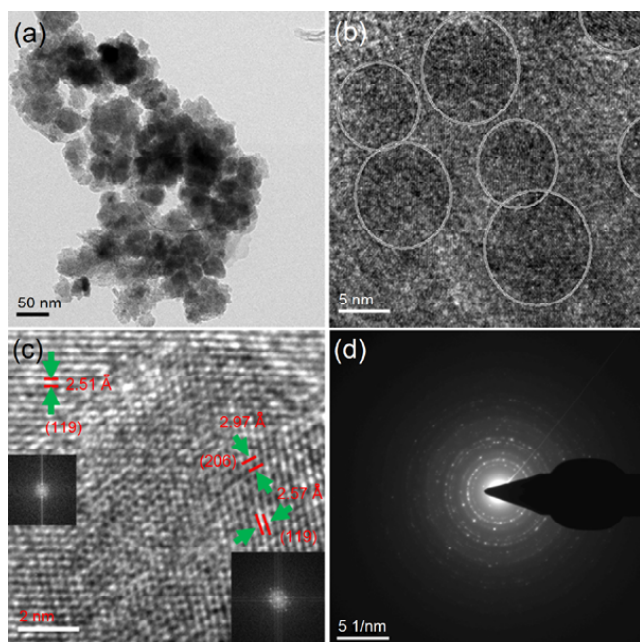 (a)
50 nm
(b)
5 nm
(c)
2.51 Å
(119)
2.97 Å
(206)
2.57 Å
(119)
2 nm
(d)
5 1/nm